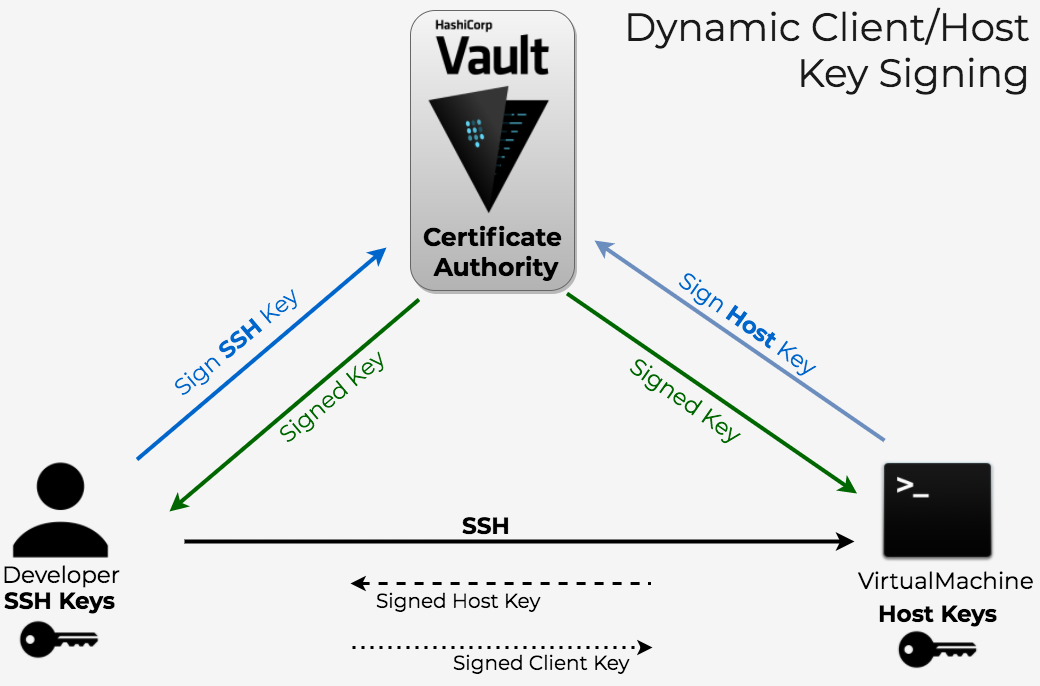 Dynamic Client/Host
Key Signing
HashiCorp
Vault
Certificate
Authority
Sign SSH Key
Signed Key
Sign Host Key
Signed Key
>_
SSH
Signed Host Key
Signed Client Key
Developer
SSH Keys
VirtualMachine
Host Keys